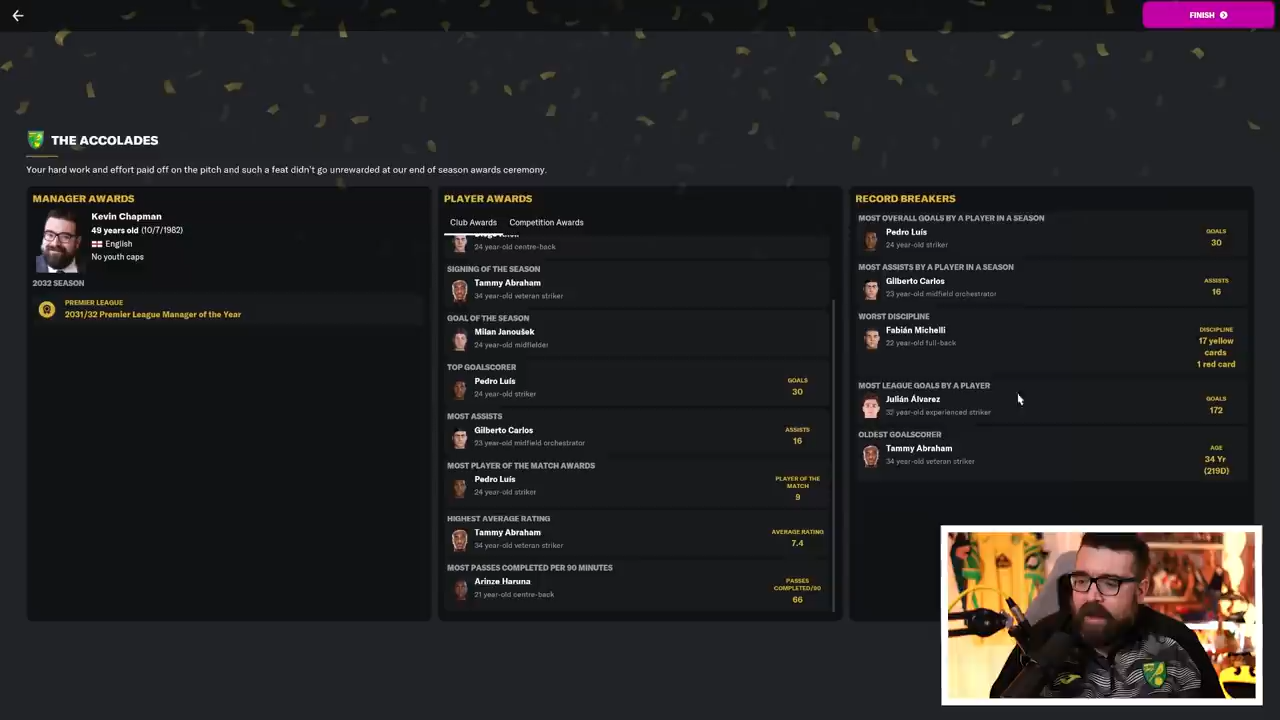 FINISH
THE ACCOLADES
Your hard work and effort paid off on the pitch and such a feat didn't go unrewarded at our end of season awards ceremony.
MANAGER AWARDS
Kevin Chapman
49 years old (10/7/1982)
English
No youth caps
2032 SEASON
PREMIER LEAGUE
2031/32 Premier League Manager of the Year
PLAYER AWARDS
Club Awards Competition Awards
24 year-old centre-back
SIGNING OF THE SEASON
Tammy Abraham
34 year-old veteran striker
GOAL OF THE SEASON
Milan Janoušek
24 year-old midfielder
TOP GOALSCORER
Pedro Luís
24 year-old striker
GOALS
30
MOST ASSISTS
Gilberto Carlos
23 year-old midfield orchestrator
ASSISTS
16
MOST PLAYER OF THE MATCH AWARDS
Pedro Luís
24 year-old striker
PLAYER OF THE
MATCH
9
HIGHEST AVERAGE RATING
Tammy Abraham
34 year-old veteran striker
AVERAGE RATING
7.4
MOST PASSES COMPLETED PER 90 MINUTES
Arinze Haruna
21 year-old centre-back
PASSES
COMPLETED/90
66
RECORD BREAKERS
MOST OVERALL GOALS BY A PLAYER IN A SEASON
Pedro Luís
24 year-old striker
GOALS
30
MOST ASSISTS BY A PLAYER IN A SEASON
Gilberto Carlos
23 year-old midfield orchestrator
ASSISTS
16
WORST DISCIPLINE
Fabián Michelli
22 year-old full-back
DISCIPLINE
17 yellow
cards
1 red card
MOST LEAGUE GOALS BY A PLAYER
Julián Álvarez
32 year-old experienced striker
GOALS
172
OLDEST GOALSCORER
Tammy Abraham
34 year-old veteran striker
AGE
34 Yr
(219D)